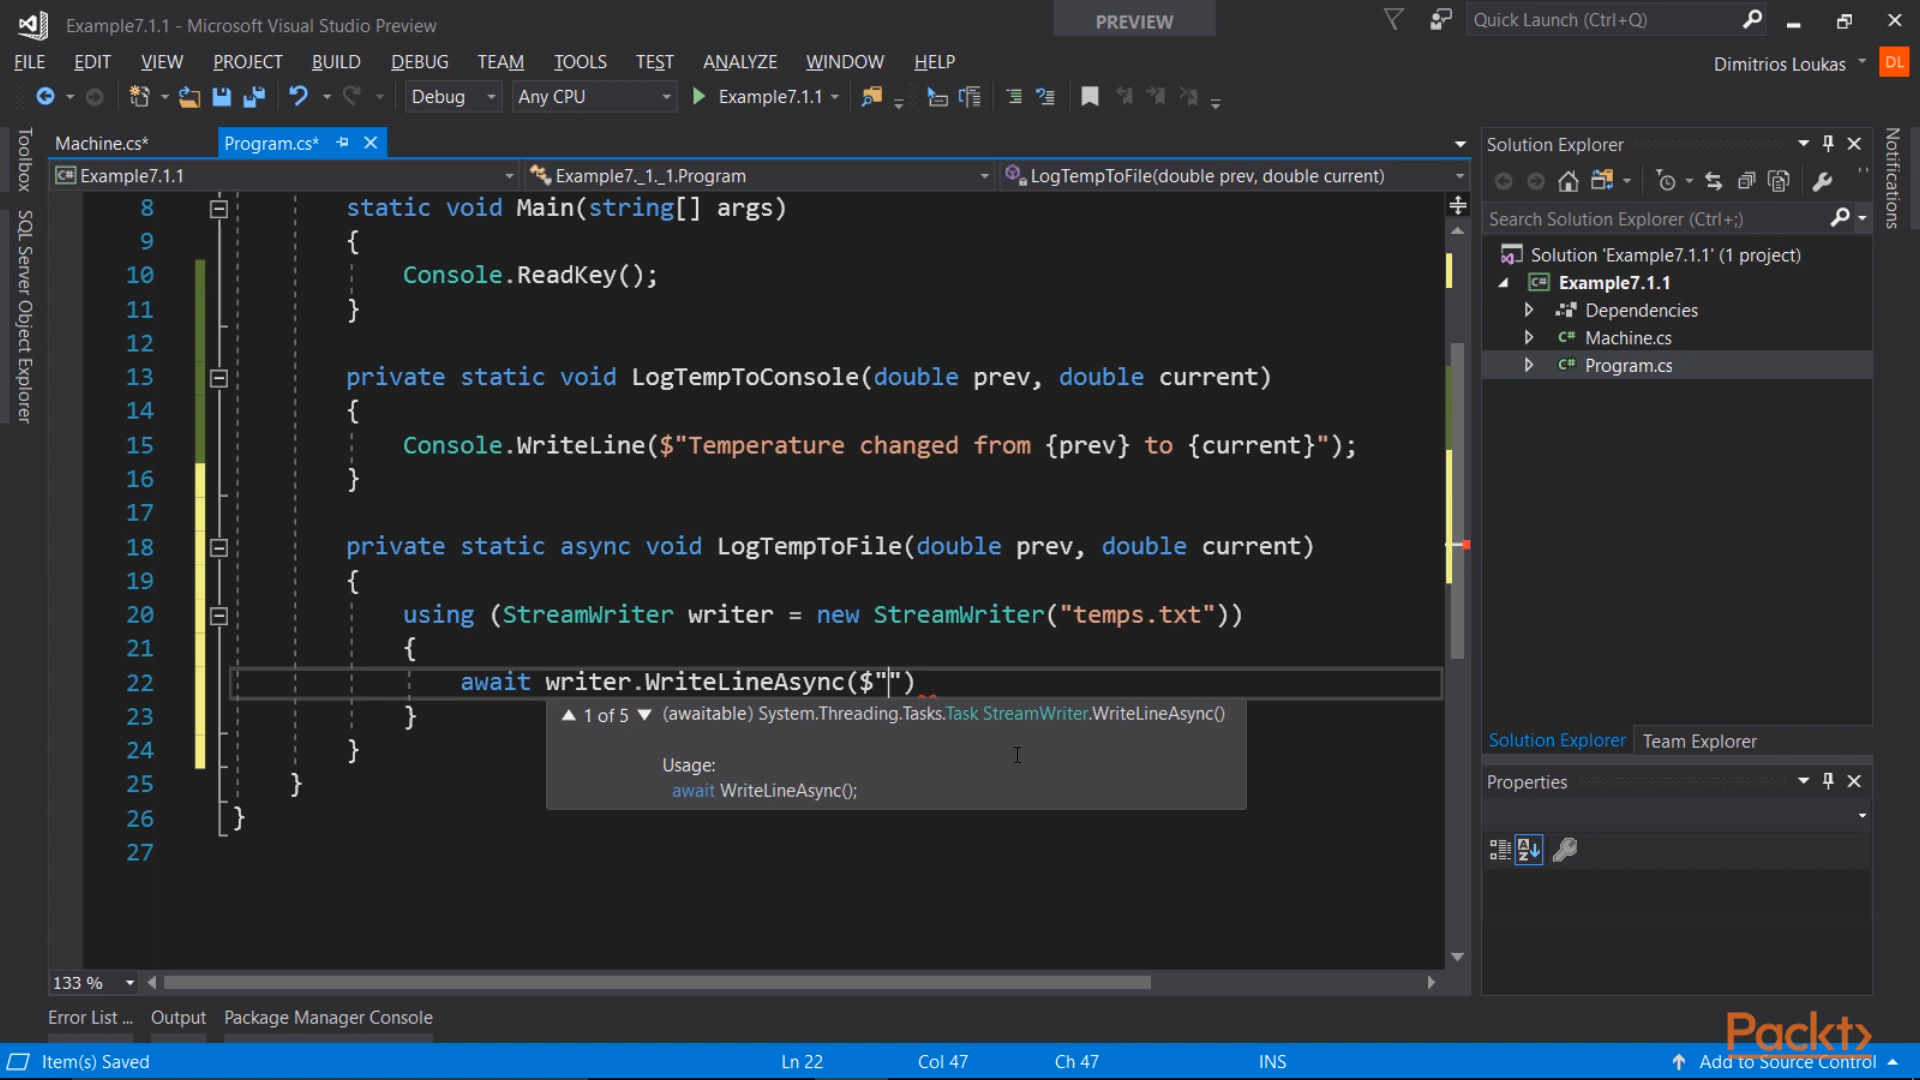 Example7.1.1 - Microsoft Visual Studio Preview
PREVIEW
Quick Launch (Ctrl+Q)
FILE EDIT VIEW PROJECT BUILD DEBUG TEAM TOOLS TEST ANALYZE WINDOW HELP
Dimitrios Loukas DL
Debug Any CPU Example7.1.1
Toolbox
SQL Server Object Explorer
Machine.cs* Program.cs*
Example7.1.1 Example7._1._1.Program LogTempToFile(double prev, double current)
8 static void Main(string[] args)
9 {
10 Console.ReadKey();
11 }
12
13 private static void LogTempToConsole(double prev, double current)
14 {
15 Console.WriteLine($"Temperature changed from {prev} to {current}");
16 }
17
18 private static async void LogTempToFile(double prev, double current)
19 {
20 using (StreamWriter writer = new StreamWriter("temps.txt"))
21 {
22 await writer.WriteLineAsync($"")
23 }
24 }
25 }
26 }
27
1 of 5 (awaitable) System.Threading.Tasks.Task StreamWriter.WriteLineAsync()
Usage:
await WriteLineAsync();
133 %
Solution Explorer
Search Solution Explorer (Ctrl+;)
Solution 'Example7.1.1' (1 project)
C# Example7.1.1
Dependencies
C# Machine.cs
C# Program.cs
Solution Explorer Team Explorer
Properties
Notifications
Error List ... Output Package Manager Console
Packt
Item(s) Saved Ln 22 Col 47 Ch 47 INS Add to Source Control